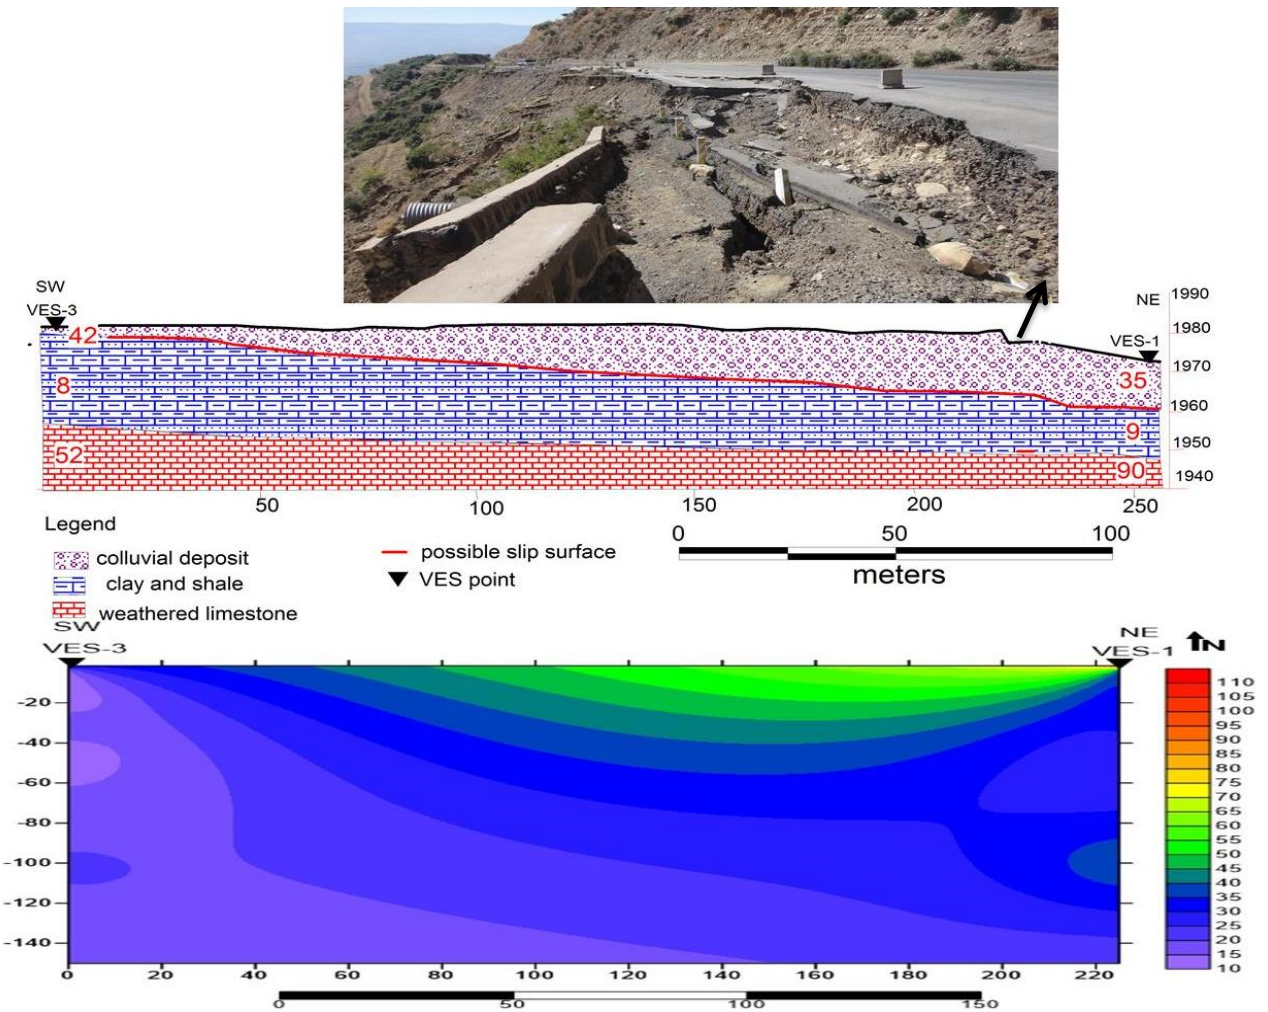 SW
VES-3
NE
VES-1
1990
1980
1970
1960
1950
1940
42
8
52
35
9
90
50 100 150 200 250
Legend
colluvial deposit
clay and shale
weathered limestone
possible slip surface
VES point
0 50 100
meters
SW
VES-3
NE
VES-1
N
-20
-40
-60
-80
-100
-120
-140
0 20 40 60 80 100 120 140 160 180 200 220
0 50 100 150
110
105
100
95
90
85
80
75
70
65
60
55
50
45
40
35
30
25
20
15
10